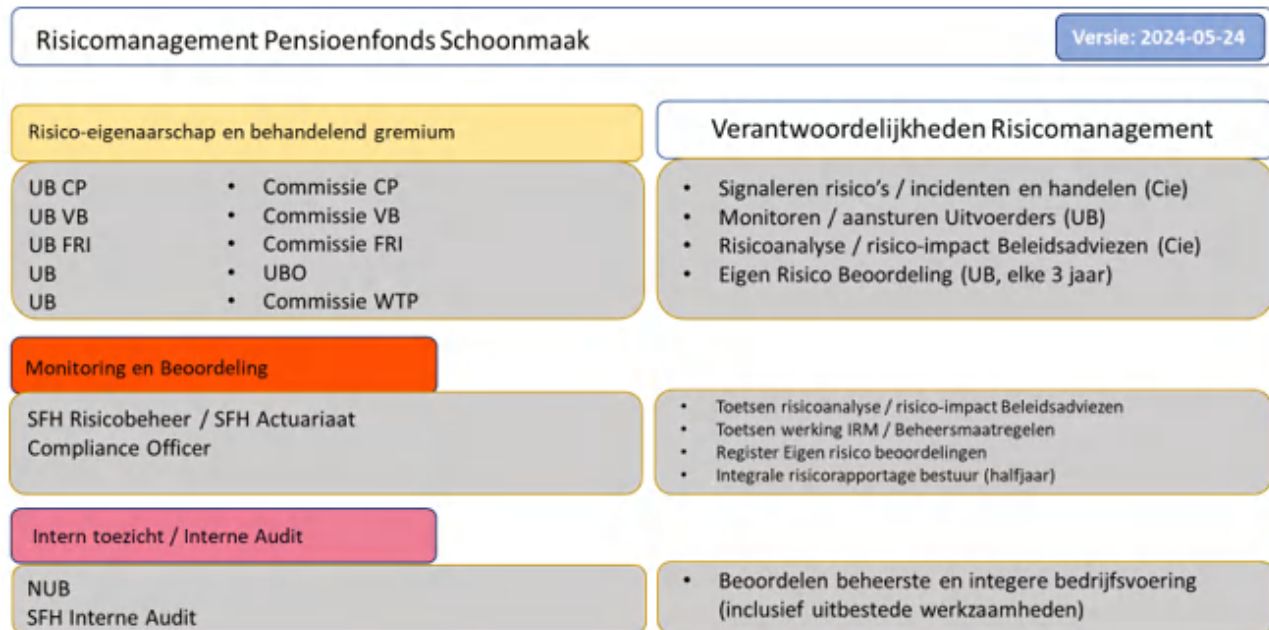 Risicomanagement Pensioenfonds Schoonmaak
Versie: 2024-05-24
Risico-eigenaarschap en behandelend gremium
Verantwoordelijkheden Risicomanagement
UB CP • Commissie CP
UB VB • Commissie VB
UB FRI • Commissie FRI
UB • UBO
UB • Commissie WTP
• Signaleren risico's / incidenten en handelen (Cie)
• Monitoren / aansturen Uitvoerders (UB)
• Risicoanalyse / risico-impact Beleidsadviezen (Cie)
• Eigen Risico Beoordeling (UB, elke 3 jaar)
Monitoring en Beoordeling
SFH Risicobeheer / SFH Actuariaat
Compliance Officer
• Toetsen risicoanalyse / risico-impact Beleidsadviezen
• Toetsen werking IRM / Beheersmaatregelen
• Register Eigen risico beoordelingen
• Integrale risicorapportage bestuur (halfjaar)
Intern toezicht / Interne Audit
NUB
SFH Interne Audit
• Beoordelen beheerste en integere bedrijfsvoering
(inclusief uitbestede werkzaamheden)